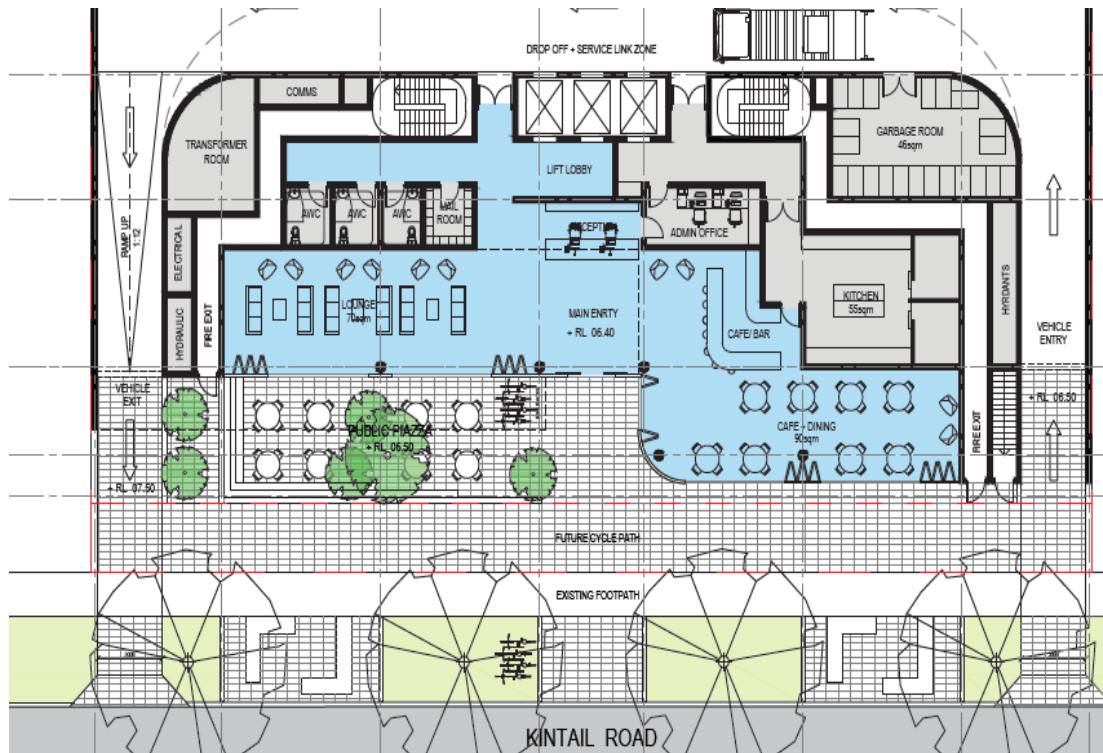 DROP OFF + SERVICE LINK ZONE
COMMS
TRANSFORMER
ROOM
GARBAGE ROOM
46sqm
LIFT LOBBY
RAMP UP
1:12
AWC
AWC
AWC
MAIL
ROOM
RECEPTION
ADMIN OFFICE
ELECTRICAL
HYDRAULIC
FIRE EXIT
LOUNGE
70sqm
MAIN ENRTY
+ RL 06.40
CAFE/ BAR
KITCHEN
55sqm
HYRDANTS
VEHICLE
ENTRY
VEHICLE
EXIT
+ RL 07.50
PUBLIC PIAZZA
+ RL 06.50
CAFE + DINING
90sqm
FIRE EXIT
+ RL 06.50
FUTURE CYCLE PATH
EXISTING FOOTPATH
KINTAIL ROAD